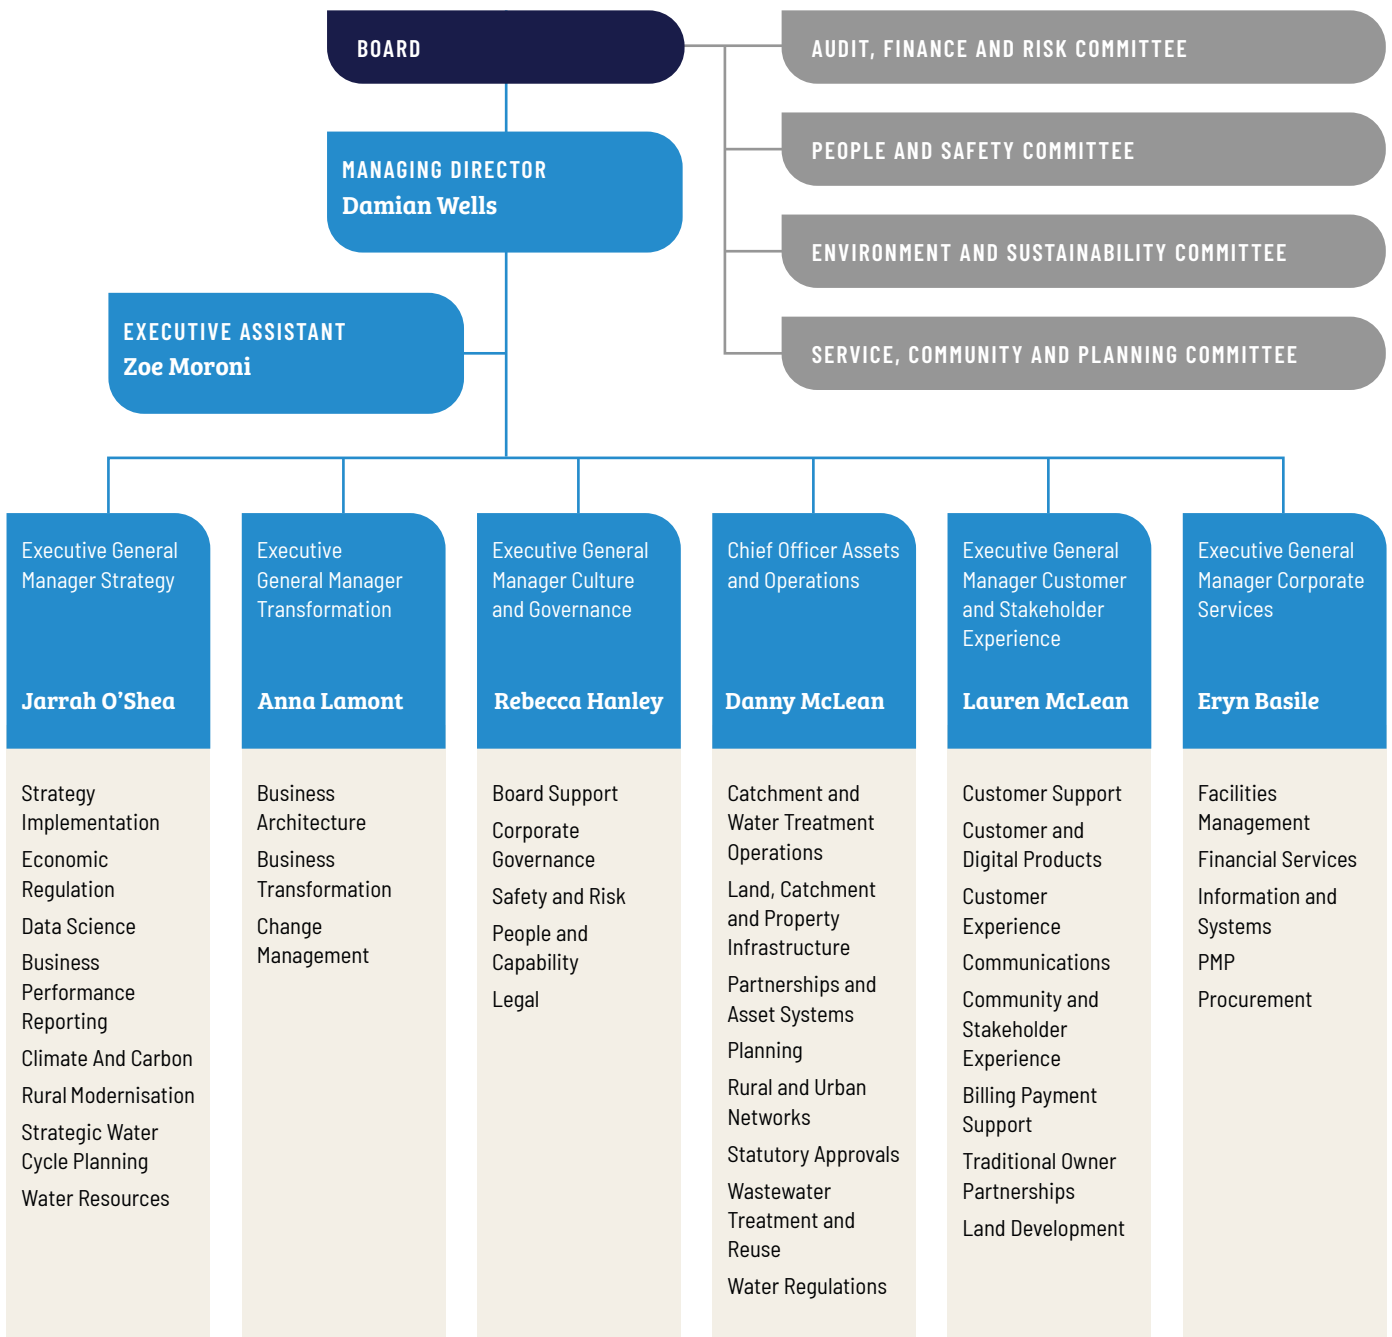 BOARD
AUDIT, FINANCE AND RISK COMMITTEE
PEOPLE AND SAFETY COMMITTEE
ENVIRONMENT AND SUSTAINABILITY COMMITTEE
SERVICE, COMMUNITY AND PLANNING COMMITTEE
MANAGING DIRECTOR
Damian Wells
EXECUTIVE ASSISTANT
Zoe Moroni
Executive General
Manager Strategy
Jarrah O’Shea
Strategy
Implementation
Economic
Regulation
Data Science
Business
Performance
Reporting
Climate And Carbon
Rural Modernisation
Strategic Water
Cycle Planning
Water Resources
Executive
General Manager
Transformation
Anna Lamont
Business
Architecture
Business
Transformation
Change
Management
Executive General
Manager Culture
and Governance
Rebecca Hanley
Board Support
Corporate
Governance
Safety and Risk
People and
Capability
Legal
Chief Officer Assets
and Operations
Danny McLean
Catchment and
Water Treatment
Operations
Land, Catchment
and Property
Infrastructure
Partnerships and
Asset Systems
Planning
Rural and Urban
Networks
Statutory Approvals
Wastewater
Treatment and
Reuse
Water Regulations
Executive General
Manager Customer
and Stakeholder
Experience
Lauren McLean
Customer Support
Customer and
Digital Products
Customer
Experience
Communications
Community and
Stakeholder
Experience
Billing Payment
Support
Traditional Owner
Partnerships
Land Development
Executive General
Manager Corporate
Services
Eryn Basile
Facilities
Management
Financial Services
Information and
Systems
PMP
Procurement